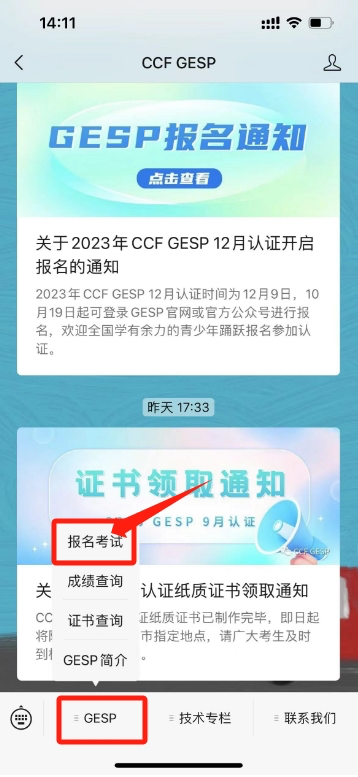 14:11
CCF GESP
GESP报名通知
点击查看
关于2023年CCF GESP 12月认证开启
报名的通知
2023年CCF GESP 12月认证时间为12月9日，10
月19日起可登录GESP官网或官方公众号进行报
名，欢迎全国学有余力的青少年踊跃报名参加认
证。
昨天 17:33
证书领取通知
GESP 9月认证
CCF GESP
报名考试
成绩查询
证书查询
GESP简介
关
认证纸质证书领取通知
CC
证纸质证书已制作完毕，即日起
将
市指定地点，请广大考生及时
到
。
GESP
技术专栏
联系我们